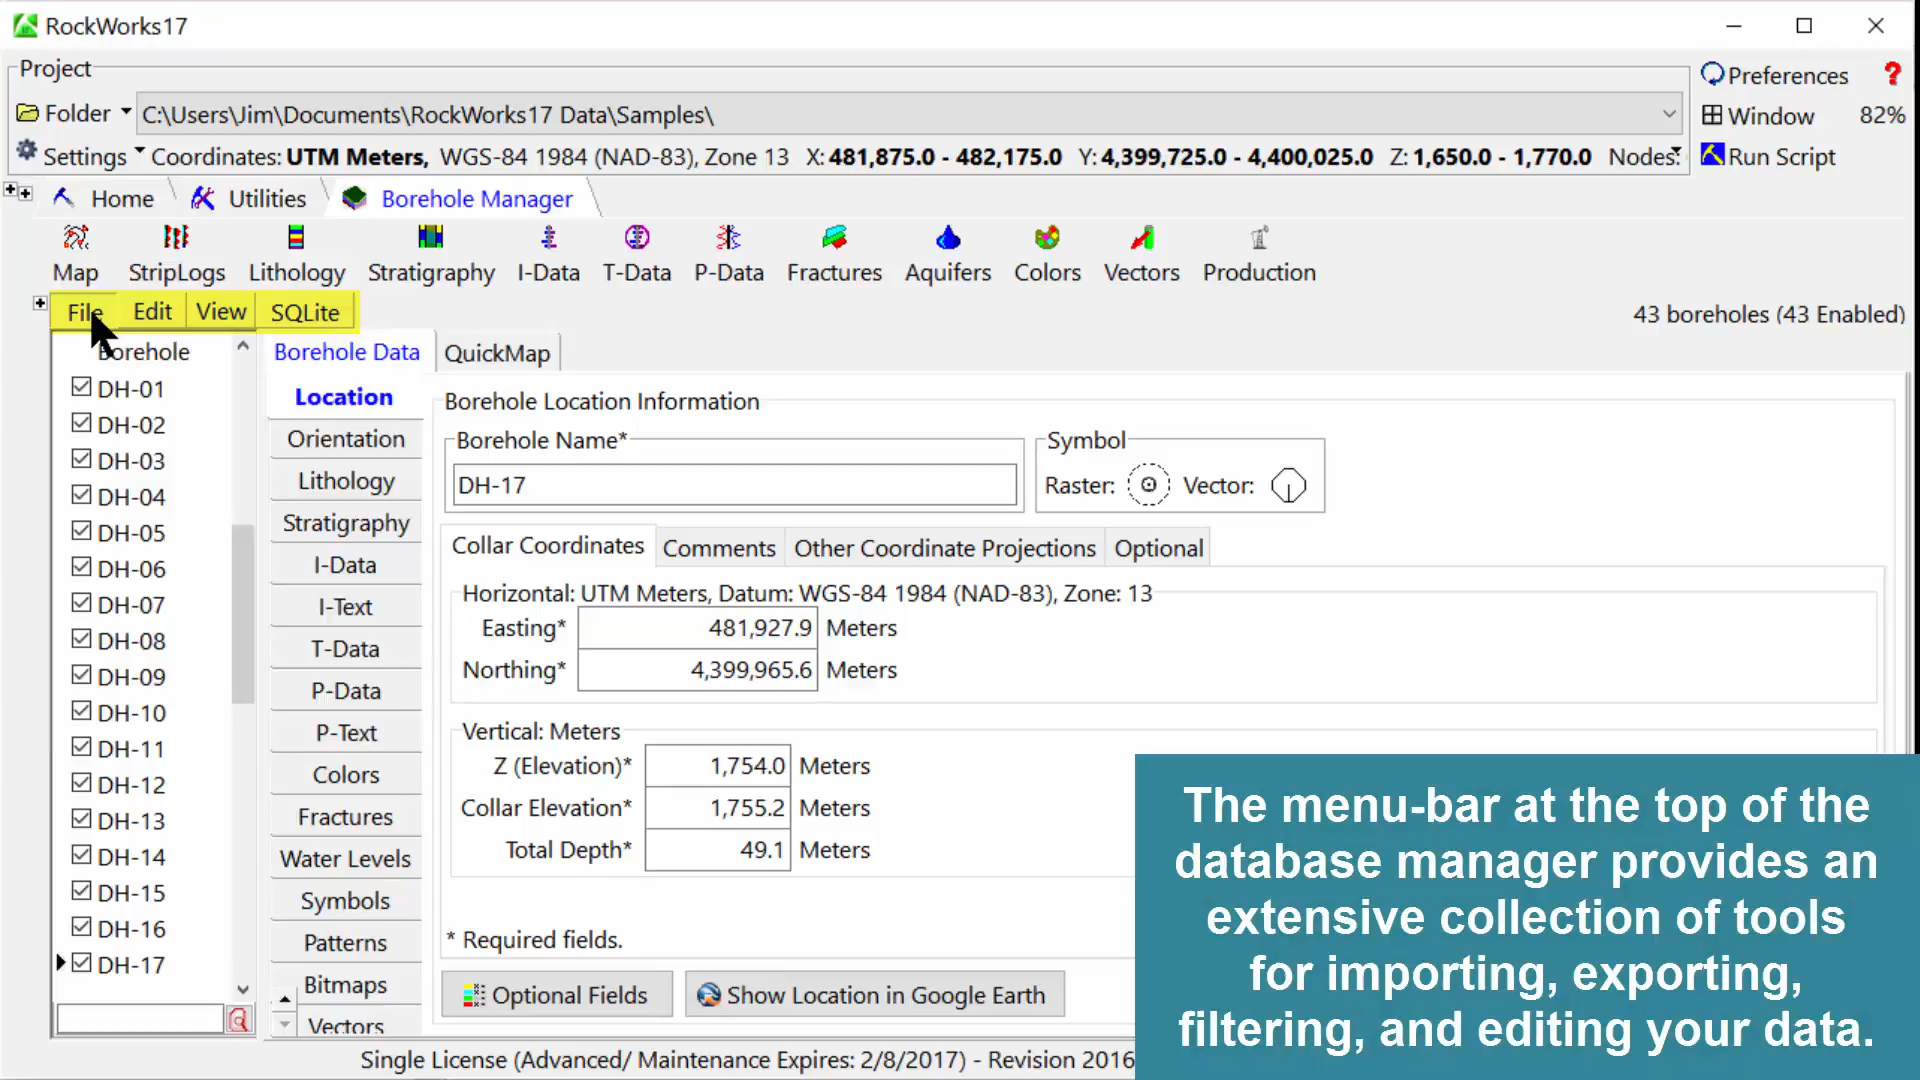 RockWorks17
Project
Folder C:\Users\Jim\Documents\RockWorks17 Data\Samples\
Preferences ?
Window 82%
Settings Coordinates: UTM Meters, WGS-84 1984 (NAD-83), Zone 13 X: 481,875.0 - 482,175.0 Y: 4,399,725.0 - 4,400,025.0 Z: 1,650.0 - 1,770.0 Nodes:
Run Script
Home Utilities Borehole Manager
Map StripLogs Lithology Stratigraphy I-Data T-Data P-Data Fractures Aquifers Colors Vectors Production
File Edit View SQLite
43 boreholes (43 Enabled)
Borehole
DH-01
DH-02
DH-03
DH-04
DH-05
DH-06
DH-07
DH-08
DH-09
DH-10
DH-11
DH-12
DH-13
DH-14
DH-15
DH-16
DH-17
Borehole Data QuickMap
Location
Orientation
Lithology
Stratigraphy
I-Data
I-Text
T-Data
P-Data
P-Text
Colors
Fractures
Water Levels
Symbols
Patterns
Bitmaps
Vectors
Borehole Location Information
Borehole Name*
DH-17
Symbol
Raster: Vector:
Collar Coordinates Comments Other Coordinate Projections Optional
Horizontal: UTM Meters, Datum: WGS-84 1984 (NAD-83), Zone: 13
Easting* 481,927.9 Meters
Northing* 4,399,965.6 Meters
Vertical: Meters
Z (Elevation)* 1,754.0 Meters
Collar Elevation* 1,755.2 Meters
Total Depth* 49.1 Meters
* Required fields.
Optional Fields Show Location in Google Earth
Single License (Advanced/ Maintenance Expires: 2/8/2017) - Revision 2016
The menu-bar at the top of the
database manager provides an
extensive collection of tools
for importing, exporting,
filtering, and editing your data.